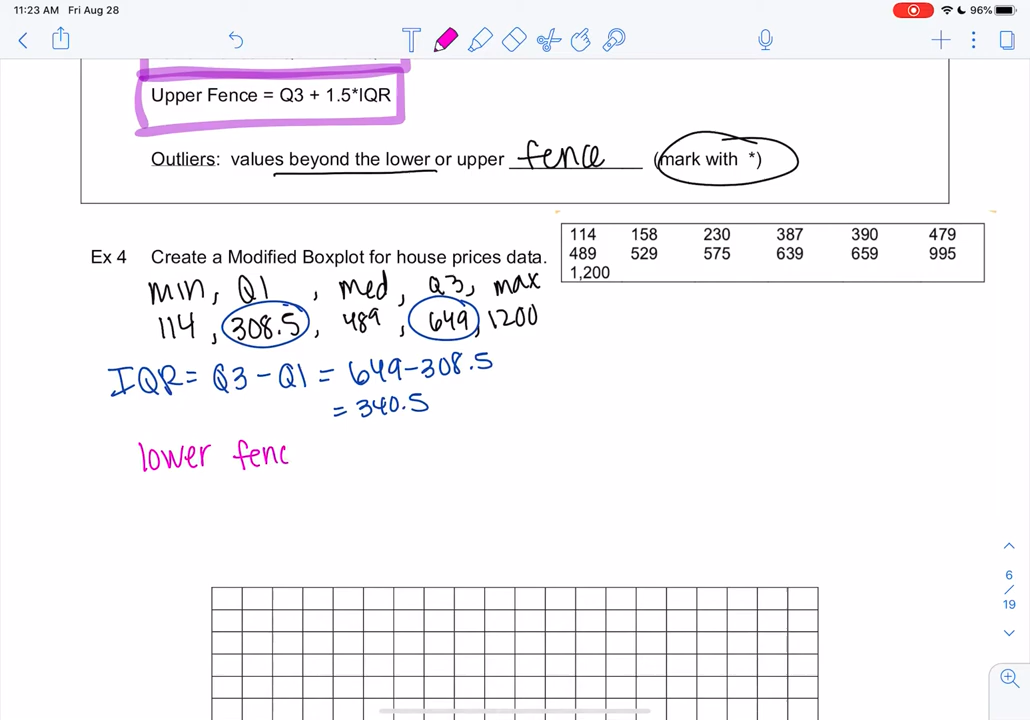 11:23 AM Fri Aug 28
96%
Upper Fence = Q3 + 1.5*IQR
Outliers: values beyond the lower or upper fence (mark with *)
Ex 4 Create a Modified Boxplot for house prices data.
114 158 230 387 390 479
489 529 575 639 659 995
1,200
min, Q1 , med, Q3, max
114 , 308.5 , 489 , 649, 1200
IQR = Q3 - Q1 = 649-308.5
= 340.5
lower fenc
6
/
19